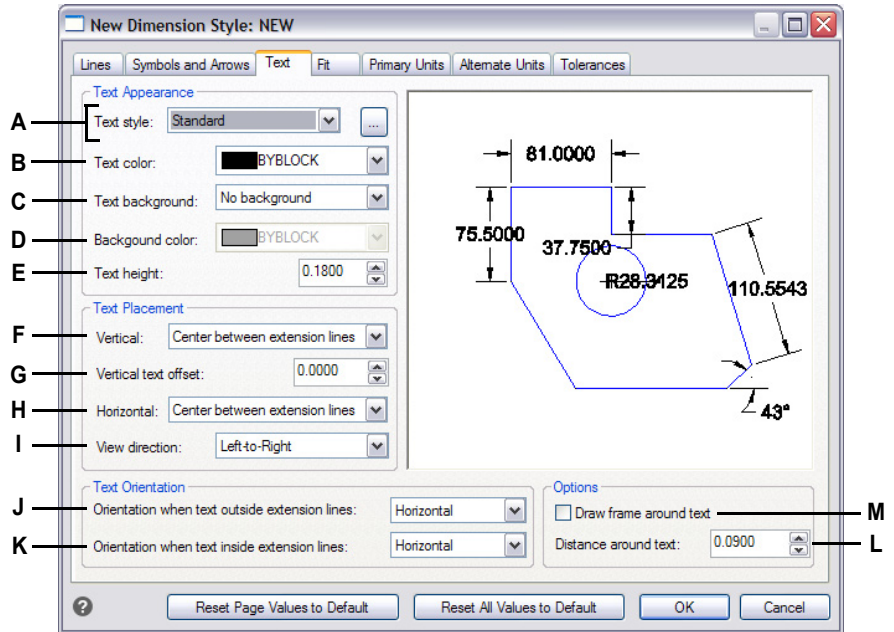 New Dimension Style: NEW
Lines Symbols and Arrows Text Fit Primary Units Alternate Units Tolerances
Text Appearance
A Text style: Standard ...
B Text color: BYBLOCK
C Text background: No background
D Backgound color: BYBLOCK
E Text height: 0.1800
Text Placement
F Vertical: Center between extension lines
G Vertical text offset: 0.0000
H Horizontal: Center between extension lines
I View direction: Left-to-Right
81.0000
75.5000
37.7500
R28.3125
110.5543
43°
Text Orientation
J Orientation when text outside extension lines: Horizontal
K Orientation when text inside extension lines: Horizontal
Options
Draw frame around text M
Distance around text: 0.0900 L
? Reset Page Values to Default Reset All Values to Default OK Cancel